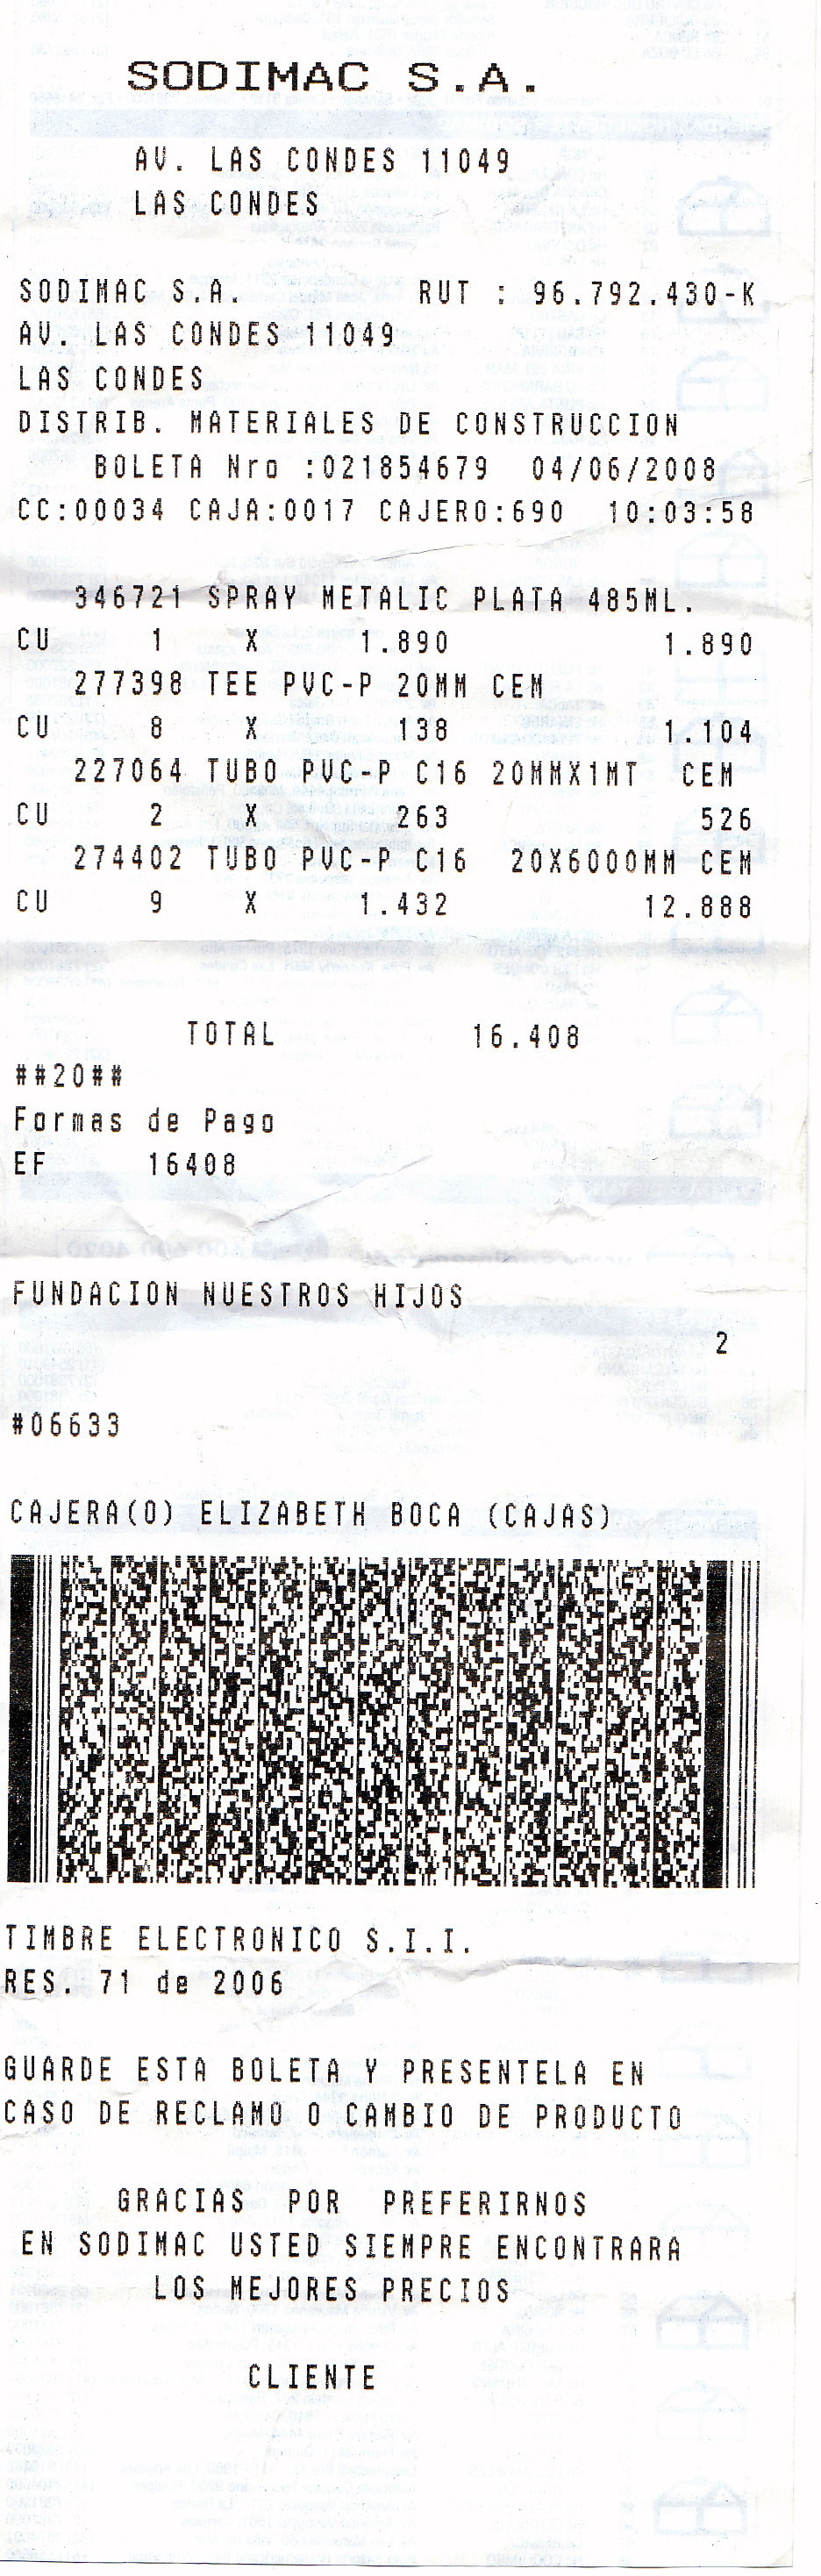 SODIMAC S.A.
AV. LAS CONDES 11049
LAS CONDES
SODIMAC S.A. RUT : 96.792.430-K
AV. LAS CONDES 11049
LAS CONDES
DISTRIB. MATERIALES DE CONSTRUCCION
BOLETA Nro :021854679 04/06/2008
CC:00034 CAJA:0017 CAJERO:690 10:03:58
346721 SPRAY METALIC PLATA 485ML.
CU 1 X 1.890 1.890
277398 TEE PVC-P 20MM CEM
CU 8 X 138 1.104
227064 TUBO PVC-P C16 20MMX1MT CEM
CU 2 X 263 526
274402 TUBO PVC-P C16 20X6000MM CEM
CU 9 X 1.432 12.888
TOTAL 16.408
##20##
Formas de Pago
EF 16408
FUNDACION NUESTROS HIJOS
2
#06633
CAJERA(O) ELIZABETH BOCA (CAJAS)
TIMBRE ELECTRONICO S.I.I.
RES. 71 de 2006
GUARDE ESTA BOLETA Y PRESENTELA EN
CASO DE RECLAMO O CAMBIO DE PRODUCTO
GRACIAS POR PREFERIRNOS
EN SODIMAC USTED SIEMPRE ENCONTRARA
LOS MEJORES PRECIOS
CLIENTE